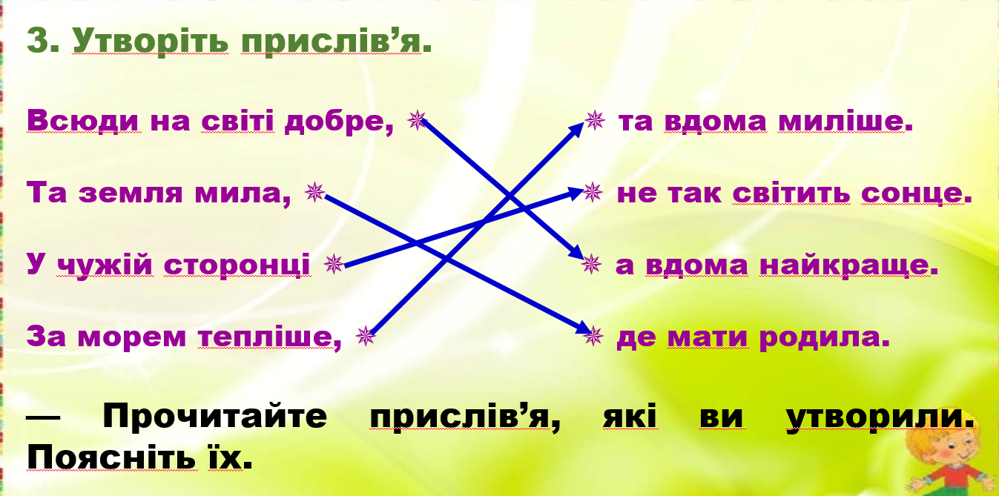 3. Утворіть прислів’я.
Всюди на світі добре, ✵ ✵ та вдома миліше.
Та земля мила, ✵ ✵ не так світить сонце.
У чужій сторонці ✵ ✵ а вдома найкраще.
За морем тепліше, ✵ ✵ де мати родила.
— Прочитайте прислів’я, які ви утворили.
Поясніть їх.